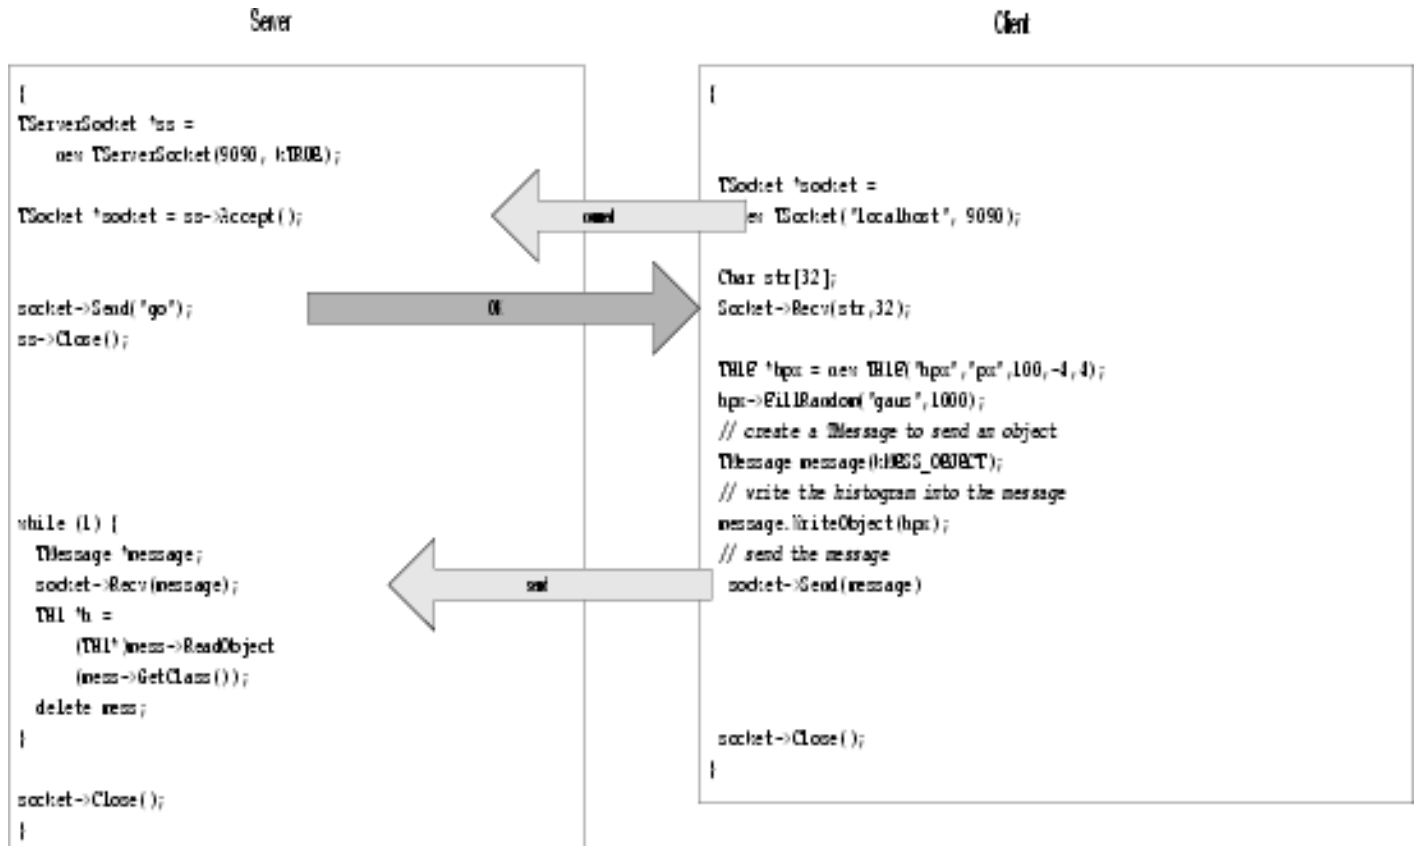 Server
{
TServerSocket *ss =
new TServerSocket(9090, kTRUE);
TSocket *socket = ss->Accept();
socket->Send("go");
ss->Close();
while (1) {
TMessage *message;
socket->Recv(message);
TH1 *h =
(TH1*)mess->ReadObject
(mess->GetClass());
delete mess;
}
socket->Close();
}
connect
OK
send
Client
{
TSocket *socket =
ew TSocket("localhost", 9090);
Char str[32];
Socket->Recv(str,32);
TH1F *hpx = new TH1F("hpx","px",100,-4,4);
hpx->FillRandom("gaus",1000);
// create a TMessage to send an object
TMessage message(kMESS_OBJECT);
// write the histogram into the message
message.WriteObject(hpx);
// send the message
socket->Send(message)
socket->Close();
}